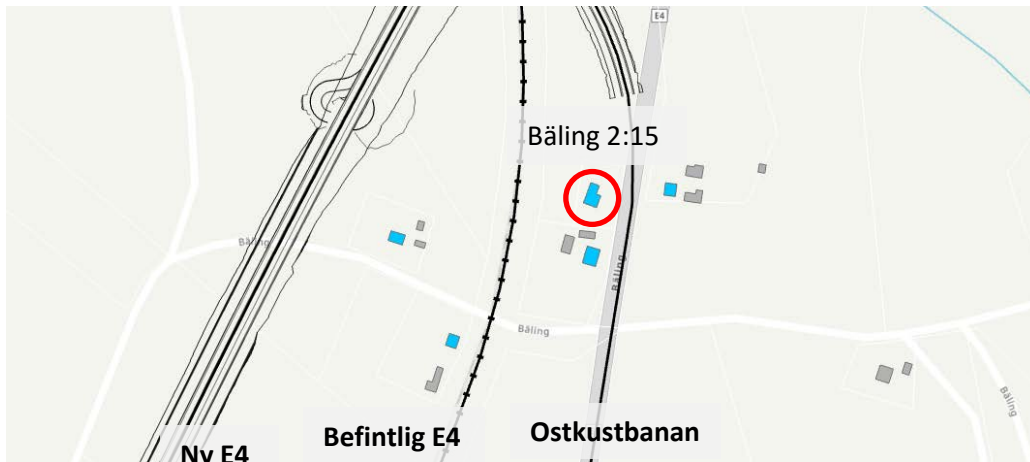 E4
Bäling 2:15
Bäling
Bäling
Bäling
Bäling
Ny E4
Befintlig E4
Ostkustbanan